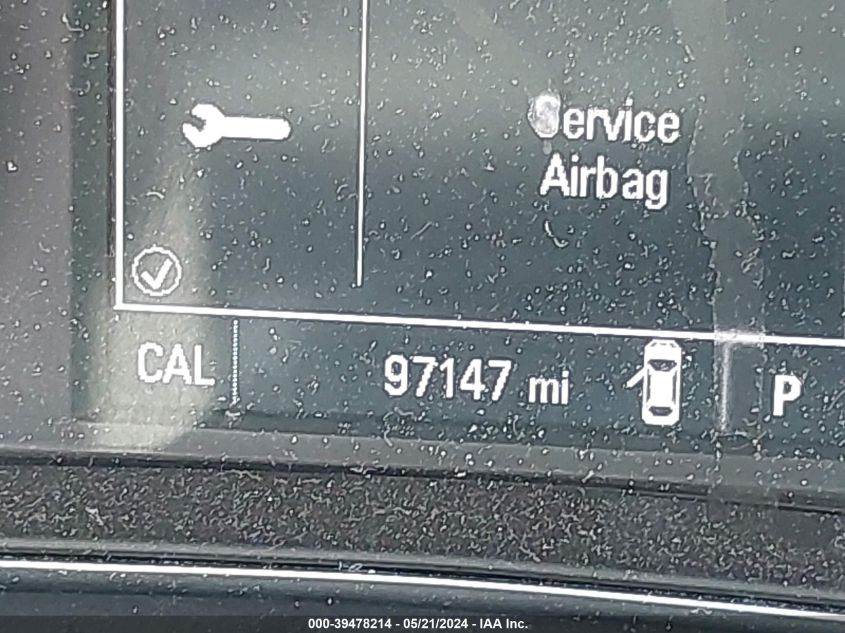 Service
Airbag
CAL 97147 mi P
000-39478214 - 05/21/2024 - IAA Inc.